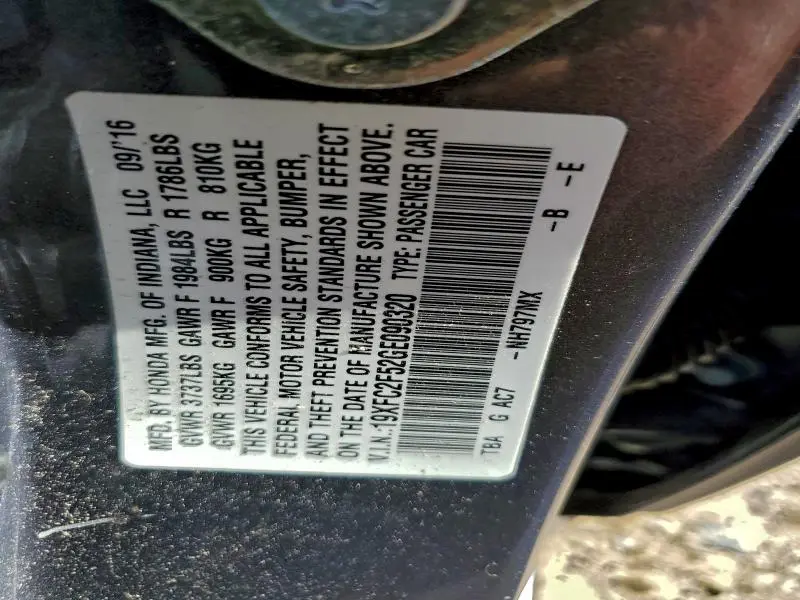 MFD. BY HONDA MFG. OF INDIANA, LLC 09/'16
GVWR 3737LBS GAWR F 1984LBS R 1786LBS
GVWR 1695KG GAWR F 900KG R 810KG
THIS VEHICLE CONFORMS TO ALL APPLICABLE
FEDERAL MOTOR VEHICLE SAFETY, BUMPER,
AND THEFT PREVENTION STANDARDS IN EFFECT
ON THE DATE OF MANUFACTURE SHOWN ABOVE.
V.I.N.:19XFC2F52GE090320 TYPE: PASSENGER CAR
TBA G AC7 -NH797MX -B -E